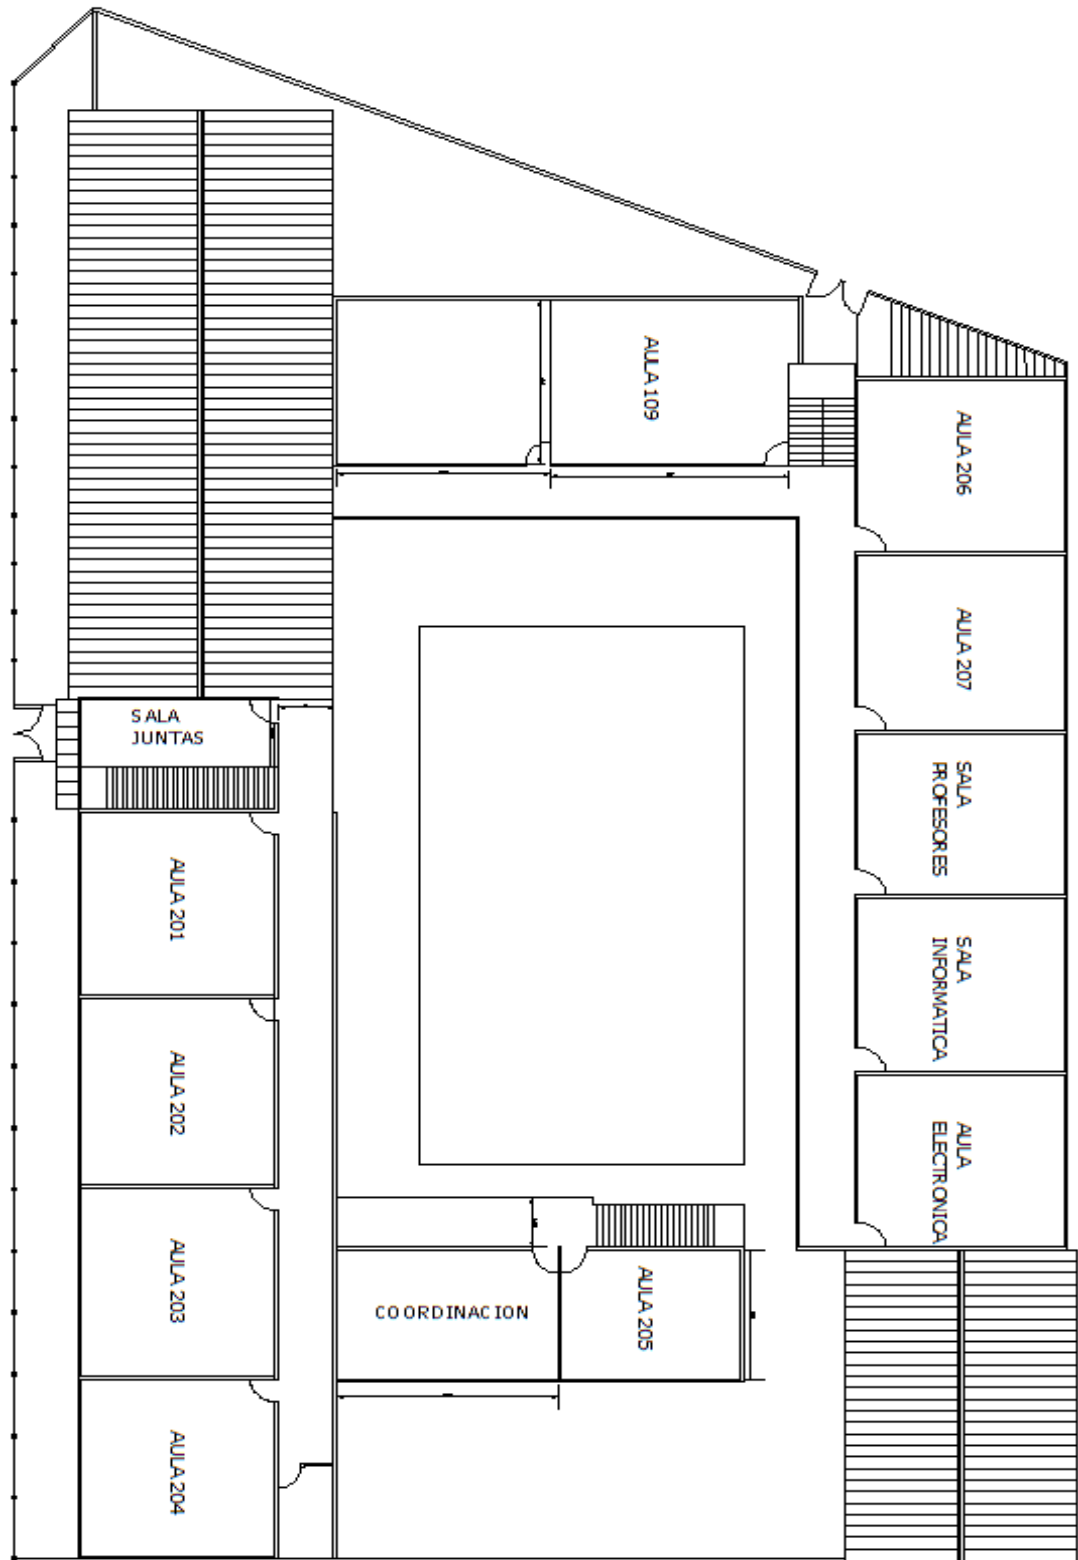 AULA 109
AULA 206
AULA 207
SALA
PROFESORES
SALA
INFORMATICA
AULA
ELECTRONICA
SALA
JUNTAS
AULA 201
AULA 202
AULA 203
AULA 204
COORDINACION
AULA 205